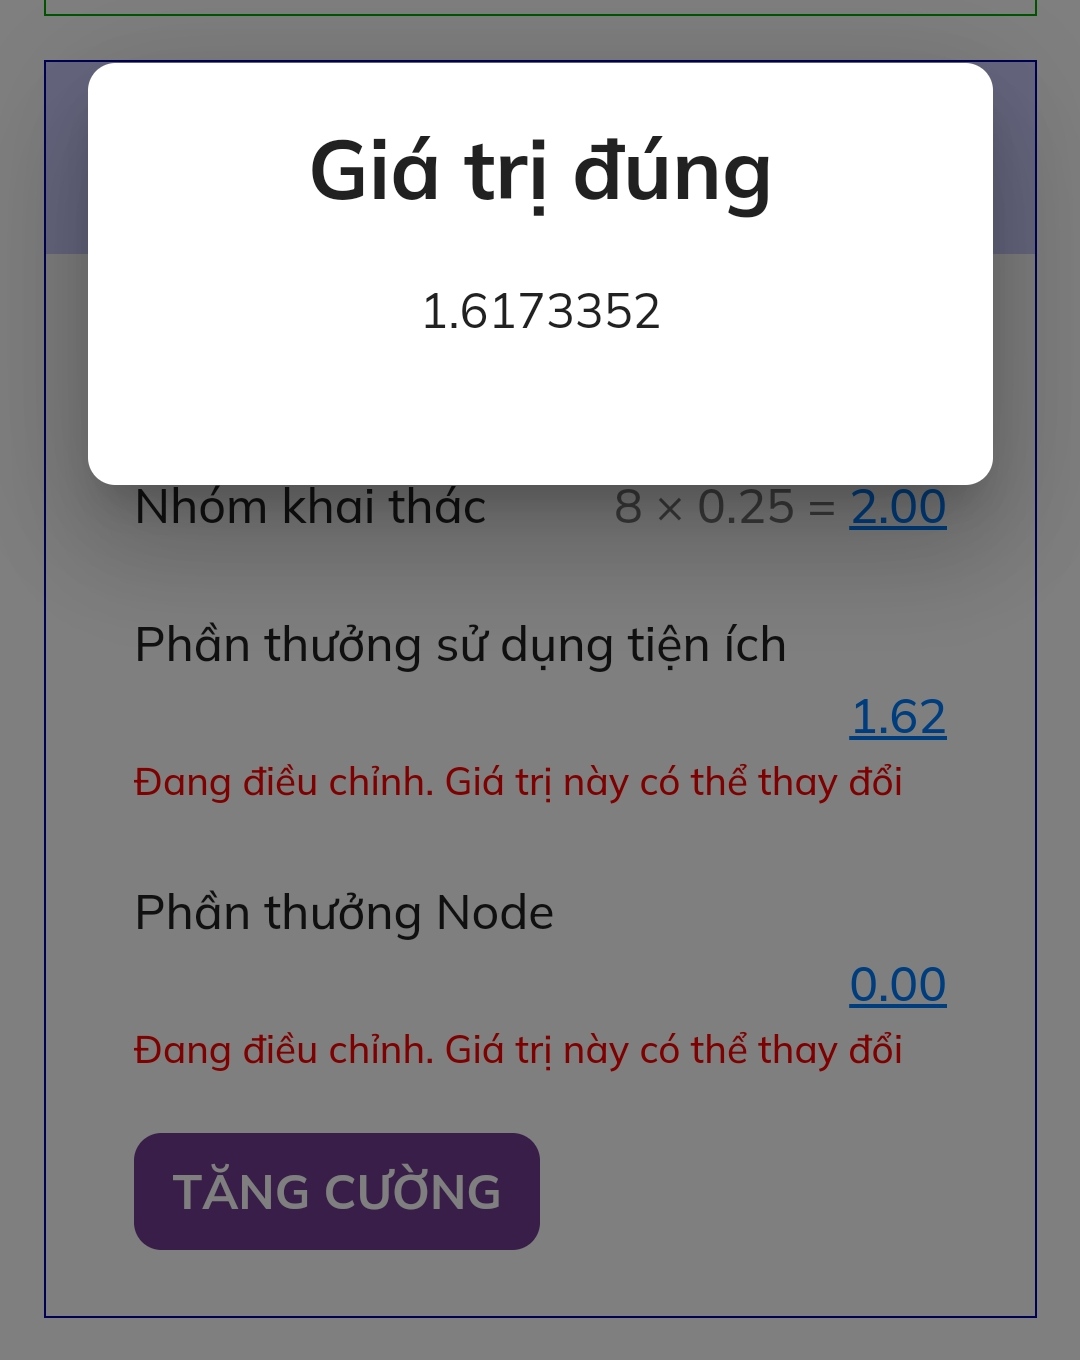 Giá trị đúng
1.6173352
Nhóm khai thác 8 × 0.25 = 2.00
Phần thưởng sử dụng tiện ích
1.62
Đang điều chỉnh. Giá trị này có thể thay đổi
Phần thưởng Node
0.00
Đang điều chỉnh. Giá trị này có thể thay đổi
TĂNG CƯỜNG